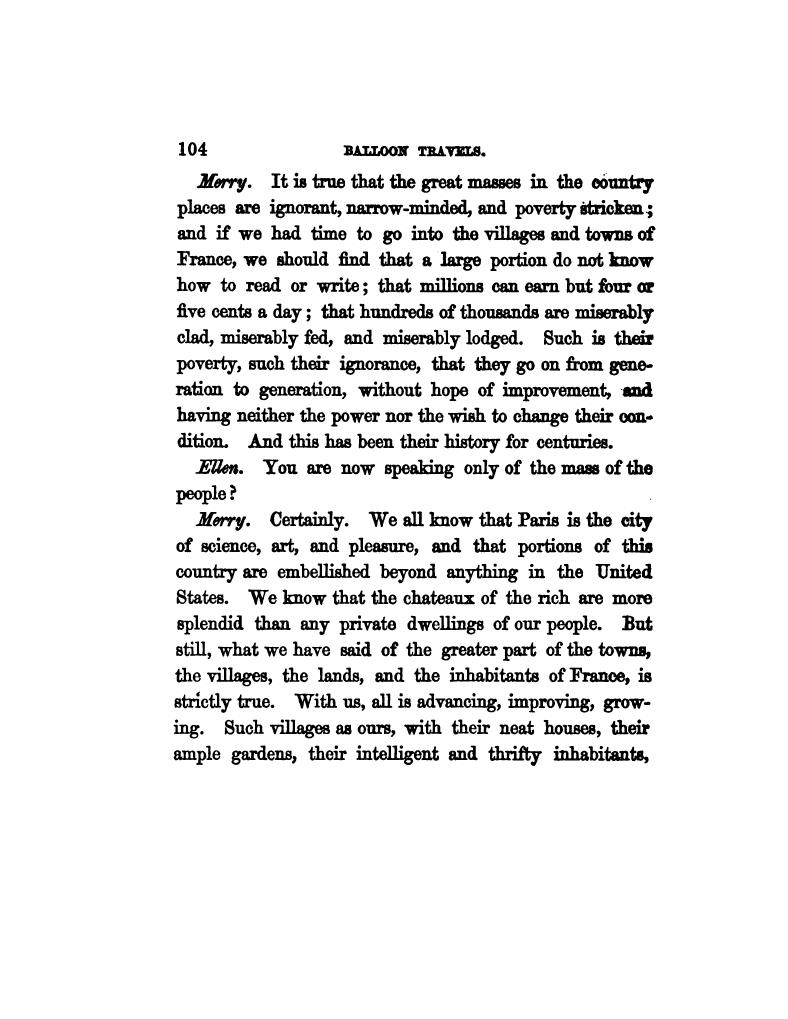 104 BALLOON TRAVELS.
Merry. It is true that the great masses in the country
places are ignorant, narrow-minded, and poverty stricken;
and if we had time to go into the villages and towns of
France, we should find that a large portion do not know
how to read or write; that millions can earn but four or
five cents a day; that hundreds of thousands are miserably
clad, miserably fed, and miserably lodged. Such is their
poverty, such their ignorance, that they go on from gene-
ration to generation, without hope of improvement, and
having neither the power nor the wish to change their con-
dition. And this has been their history for centuries.
Ellen. You are now speaking only of the mass of the
people?
Merry. Certainly. We all know that Paris is the city
of science, art, and pleasure, and that portions of this
country are embellished beyond anything in the United
States. We know that the chateaux of the rich are more
splendid than any private dwellings of our people. But
still, what we have said of the greater part of the towns,
the villages, the lands, and the inhabitants of France, is
strictly true. With us, all is advancing, improving, grow-
ing. Such villages as ours, with their neat houses, their
ample gardens, their intelligent and thrifty inhabitants,